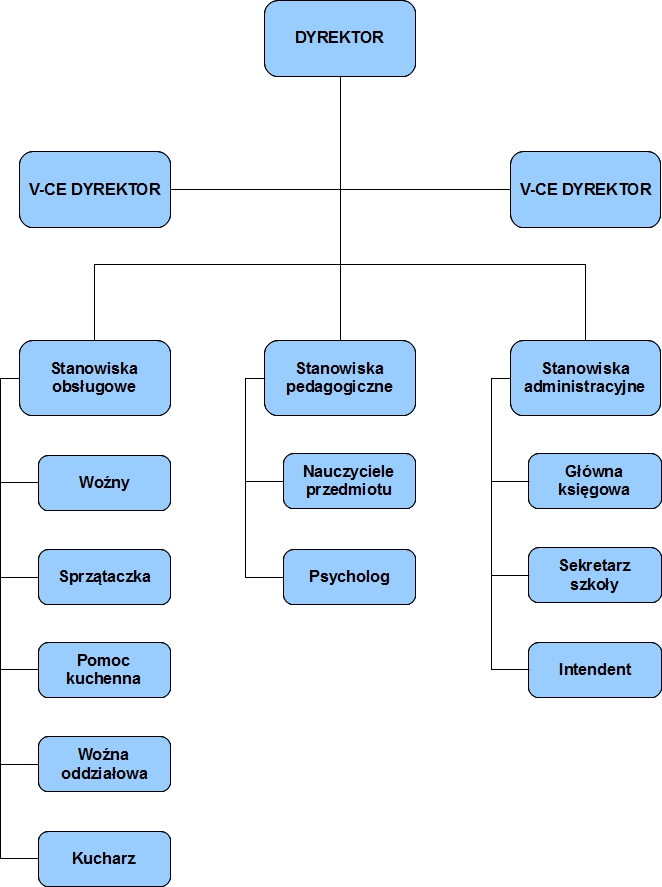 DYREKTOR
V-CE DYREKTOR
V-CE DYREKTOR
Stanowiska
obsługowe
Stanowiska
pedagogiczne
Stanowiska
administracyjne
Woźny
Sprzątaczka
Pomoc
kuchenna
Woźna
oddziałowa
Kucharz
Nauczyciele
przedmiotu
Psycholog
Główna
księgowa
Sekretarz
szkoły
Intendent